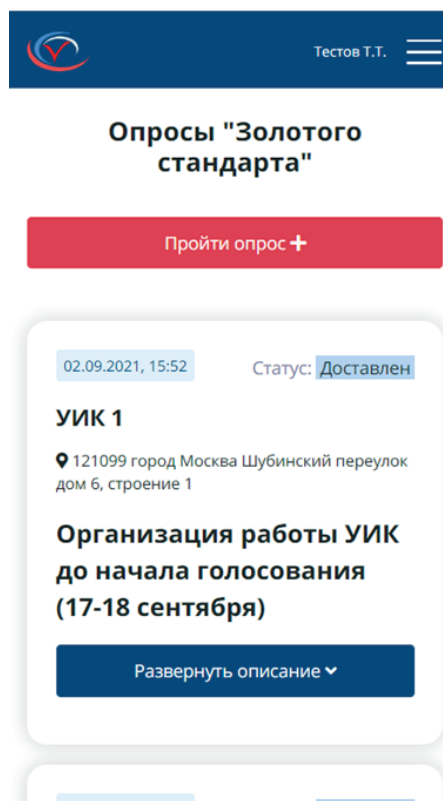 Тестов Т.Т.
Опросы "Золотого
стандарта"
Пройти опрос +
02.09.2021, 15:52
Статус: Доставлен
УИК 1
121099 город Москва Шубинский переулок
дом 6, строение 1
Организация работы УИК
до начала голосования
(17-18 сентября)
Развернуть описание